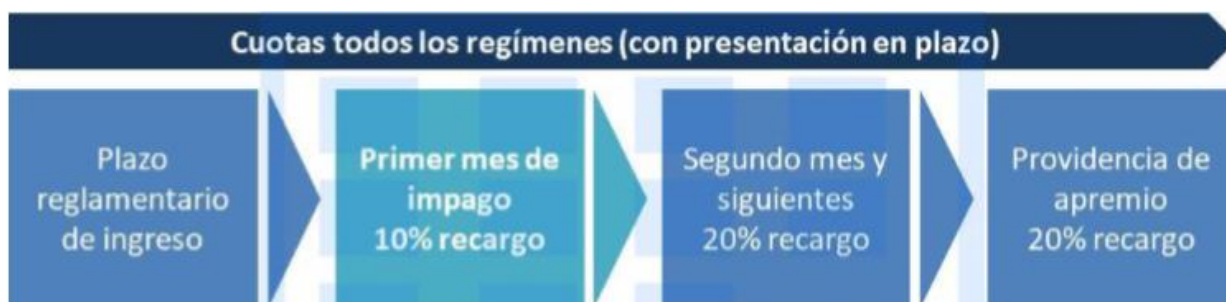 Cuotas todos los regímenes (con presentación en plazo)
Plazo
reglamentario
de ingreso
Primer mes de
impago
10% recargo
Segundo mes y
siguientes
20% recargo
Providencia de
apremio
20% recargo